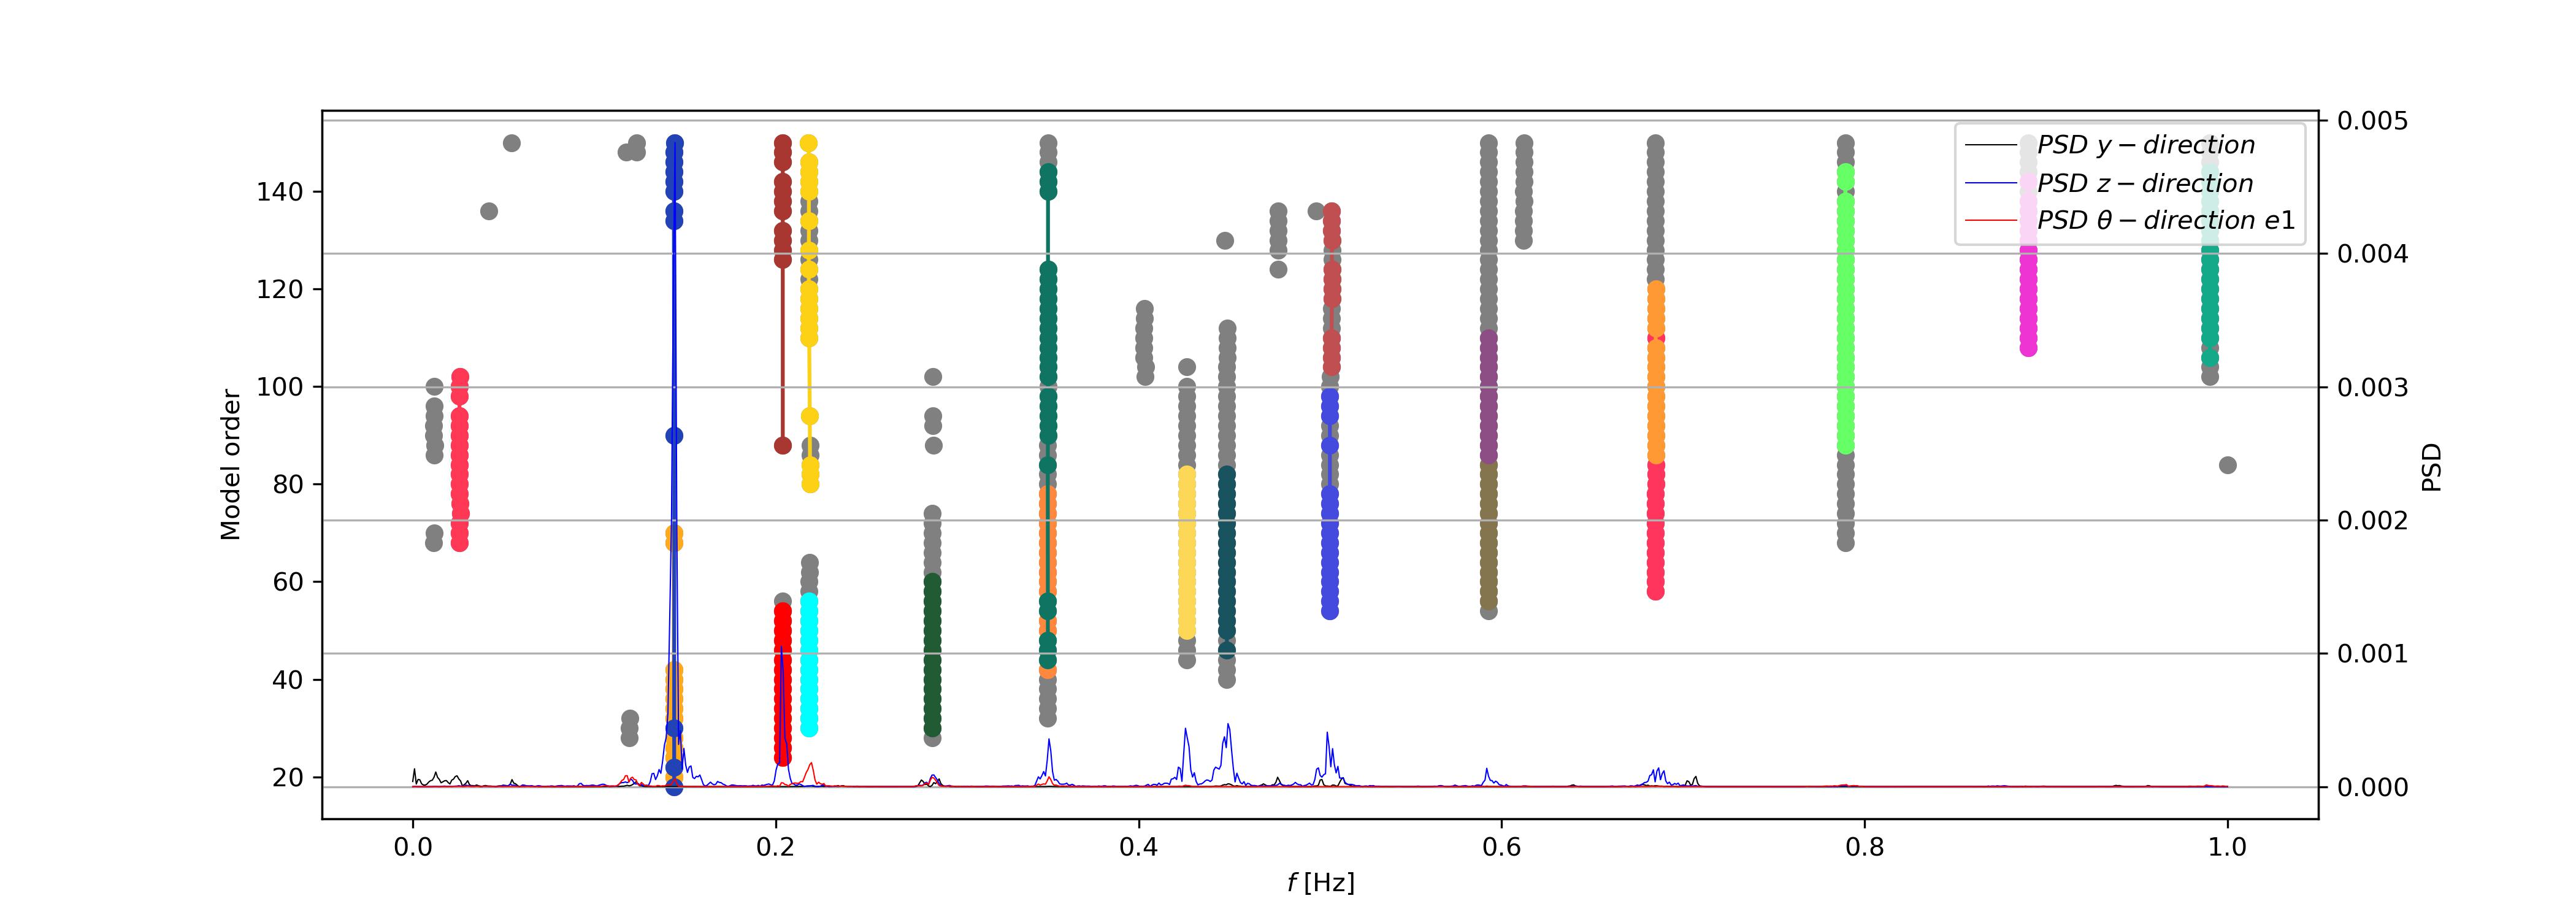 PSD y − direction
PSD z − direction
PSD θ − direction e1
140
120
100
80
60
40
20
Model order
0.005
0.004
0.003
0.002
0.001
0.000
PSD
0.0 0.2 0.4 0.6 0.8 1.0
f [Hz]